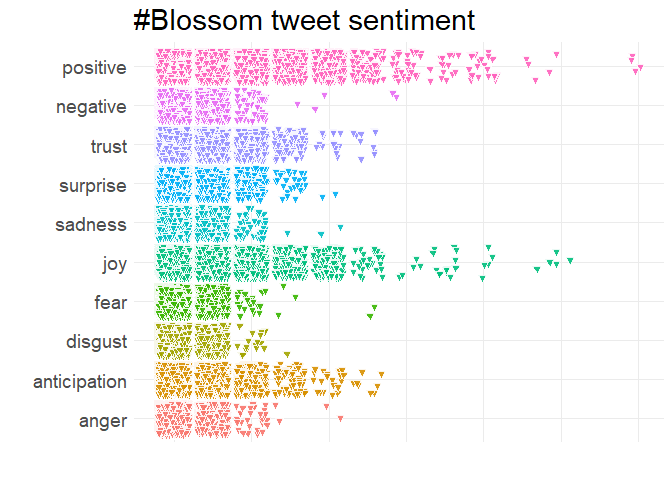 #Blossom tweet sentiment
positive
negative
trust
surprise
sadness
joy
fear
disgust
anticipation
anger